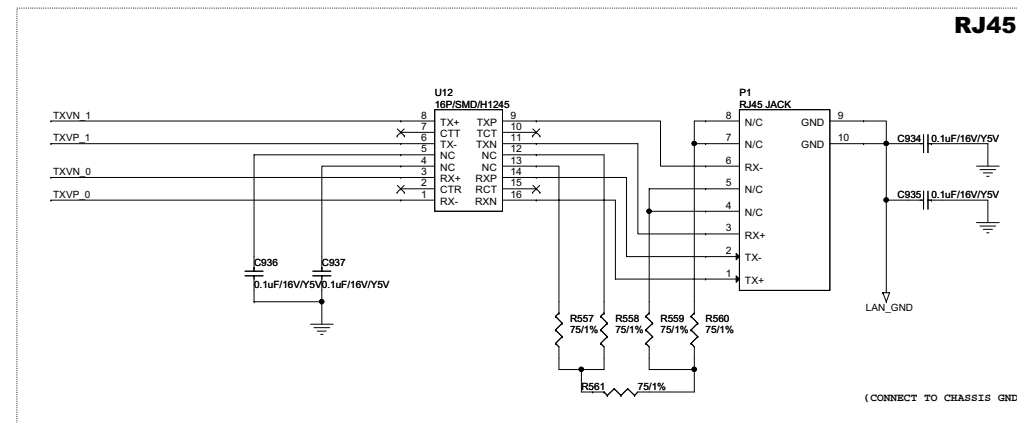 RJ45
U12
16P/SMD/H1245
P1
RJ45 JACK
TXVN_1
TXVP_1
TXVN_0
TXVP_0
8 TX+ TXP 9
7 CTT TCT 10
6 TX- TXN 11
5 NC NC 12
4 NC NC 13
3 RX+ RXP 14
2 CTR RCT 15
1 RX- RXN 16
8 N/C GND 9
7 N/C GND 10
6 RX-
5 N/C
4 N/C
3 RX+
2 TX-
1 TX+
C934 0.1uF/16V/Y5V
C935 0.1uF/16V/Y5V
C936
0.1uF/16V/Y5V
C937
0.1uF/16V/Y5V
LAN_GND
R557
75/1%
R558
75/1%
R559
75/1%
R560
75/1%
R561 75/1%
(CONNECT TO CHASSIS GND